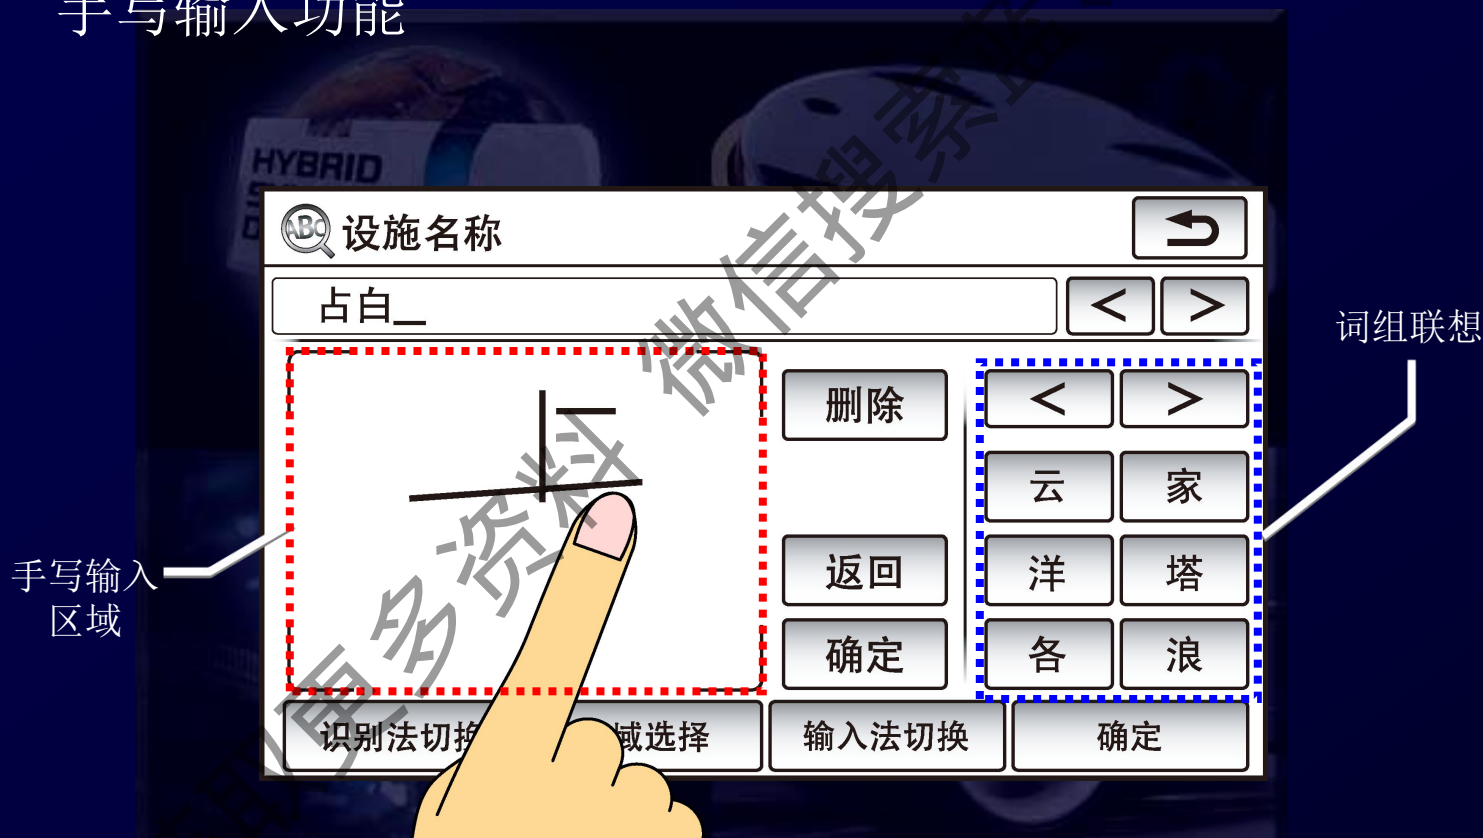 手写输入功能
HYBRID
ABC 设施名称
占白_
< >
词组联想
删除
< >
云 家
返回
洋 塔
手写输入
区域
确定
各 浪
识别法切换 域选择 输入法切换 确定
更多资料 微信搜索蓝